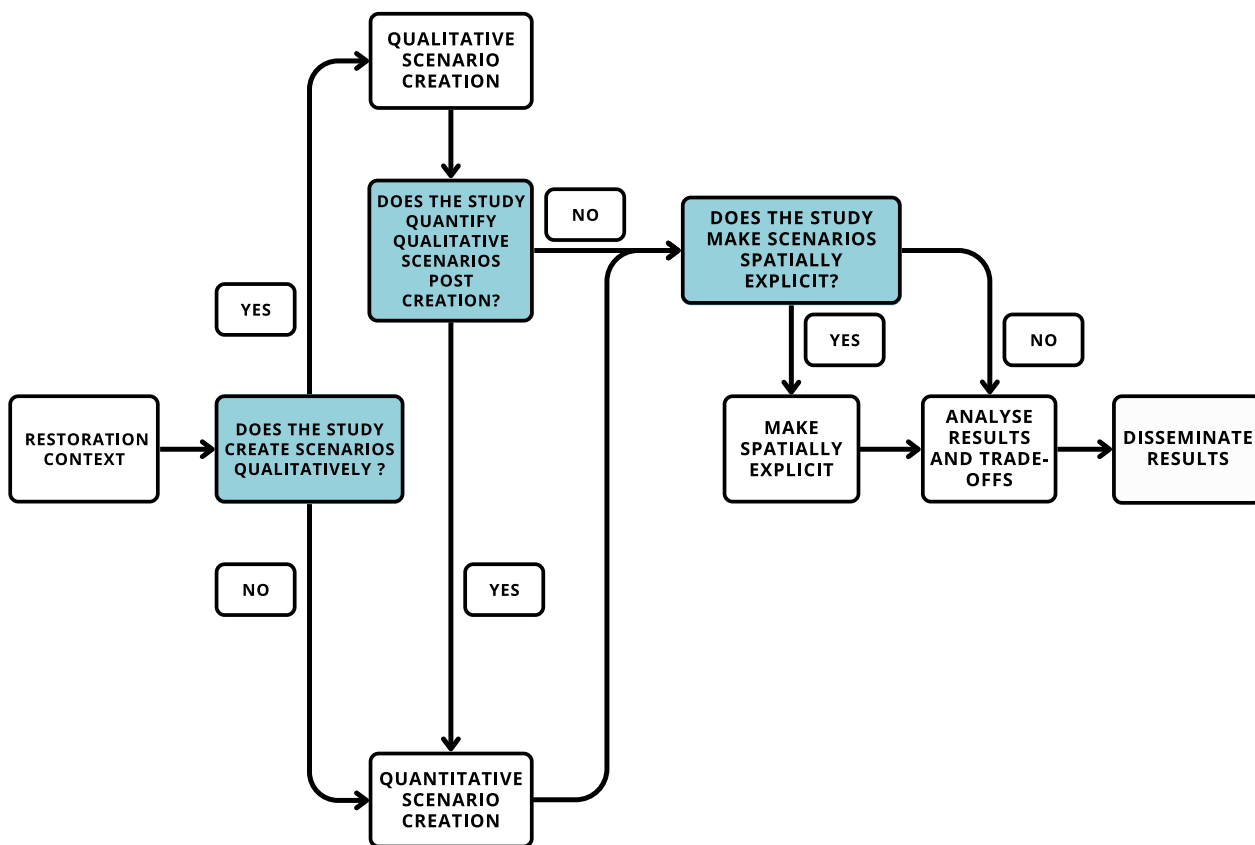 QUALITATIVE
SCENARIO
CREATION
DOES THE STUDY
QUANTIFY
QUALITATIVE
SCENARIOS
POST
CREATION?
NO
DOES THE STUDY
MAKE SCENARIOS
SPATIALLY
EXPLICIT?
YES
YES
NO
RESTORATION
CONTEXT
DOES THE STUDY
CREATE SCENARIOS
QUALITATIVELY ?
MAKE
SPATIALLY
EXPLICIT
ANALYSE
RESULTS
AND TRADE-
OFFS
DISSEMINATE
RESULTS
NO
YES
QUANTITATIVE
SCENARIO
CREATION